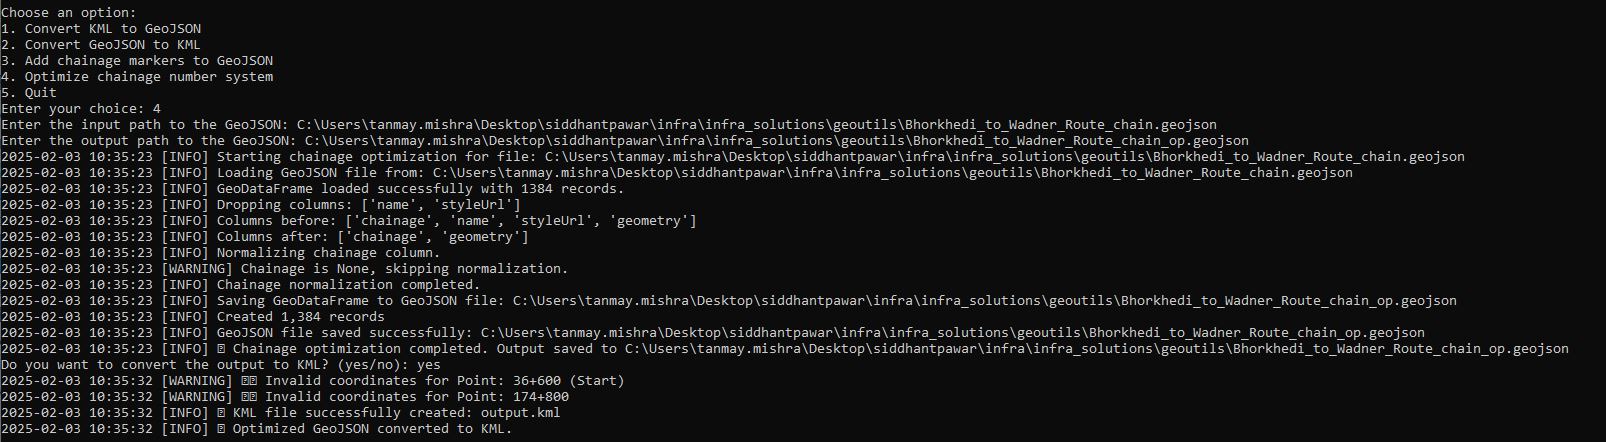 Choose an option:
1. Convert KML to GeoJSON
2. Convert GeoJSON to KML
3. Add chainage markers to GeoJSON
4. Optimize chainage number system
5. Quit
Enter your choice: 4
Enter the input path to the GeoJSON: C:\Users\tanmay.mishra\Desktop\siddhantpawar\infra\infra_solutions\geoutils\Bhorkhedi_to_Wadner_Route_chain.geojson
Enter the output path to the GeoJSON: C:\Users\tanmay.mishra\Desktop\siddhantpawar\infra\infra_solutions\geoutils\Bhorkhedi_to_Wadner_Route_chain_op.geojson
2025-02-03 10:35:23 [INFO] Starting chainage optimization for file: C:\Users\tanmay.mishra\Desktop\siddhantpawar\infra\infra_solutions\geoutils\Bhorkhedi_to_Wadner_Route_chain.geojson
2025-02-03 10:35:23 [INFO] Loading GeoJSON file from: C:\Users\tanmay.mishra\Desktop\siddhantpawar\infra\infra_solutions\geoutils\Bhorkhedi_to_Wadner_Route_chain.geojson
2025-02-03 10:35:23 [INFO] GeoDataFrame loaded successfully with 1384 records.
2025-02-03 10:35:23 [INFO] Dropping columns: ['name', 'styleUrl']
2025-02-03 10:35:23 [INFO] Columns before: ['chainage', 'name', 'styleUrl', 'geometry']
2025-02-03 10:35:23 [INFO] Columns after: ['chainage', 'geometry']
2025-02-03 10:35:23 [INFO] Normalizing chainage column.
2025-02-03 10:35:23 [WARNING] Chainage is None, skipping normalization.
2025-02-03 10:35:23 [INFO] Chainage normalization completed.
2025-02-03 10:35:23 [INFO] Saving GeoDataFrame to GeoJSON file: C:\Users\tanmay.mishra\Desktop\siddhantpawar\infra\infra_solutions\geoutils\Bhorkhedi_to_Wadner_Route_chain_op.geojson
2025-02-03 10:35:23 [INFO] Created 1,384 records
2025-02-03 10:35:23 [INFO] GeoJSON file saved successfully: C:\Users\tanmay.mishra\Desktop\siddhantpawar\infra\infra_solutions\geoutils\Bhorkhedi_to_Wadner_Route_chain_op.geojson
2025-02-03 10:35:23 [INFO] Chainage optimization completed. Output saved to C:\Users\tanmay.mishra\Desktop\siddhantpawar\infra\infra_solutions\geoutils\Bhorkhedi_to_Wadner_Route_chain_op.geojson
Do you want to convert the output to KML? (yes/no): yes
2025-02-03 10:35:32 [WARNING] Invalid coordinates for Point: 36+600 (Start)
2025-02-03 10:35:32 [WARNING] Invalid coordinates for Point: 174+800
2025-02-03 10:35:32 [INFO] KML file successfully created: output.kml
2025-02-03 10:35:32 [INFO] Optimized GeoJSON converted to KML.